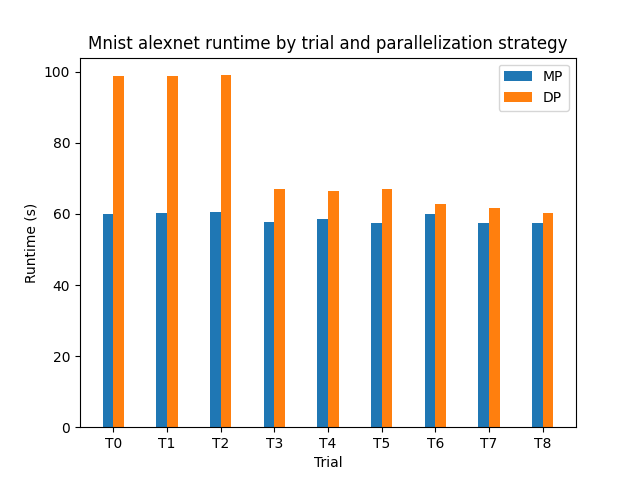 Mnist alexnet runtime by trial and parallelization strategy
MP
DP
Runtime (s)
100
80
60
40
20
0
T0 T1 T2 T3 T4 T5 T6 T7 T8
Trial